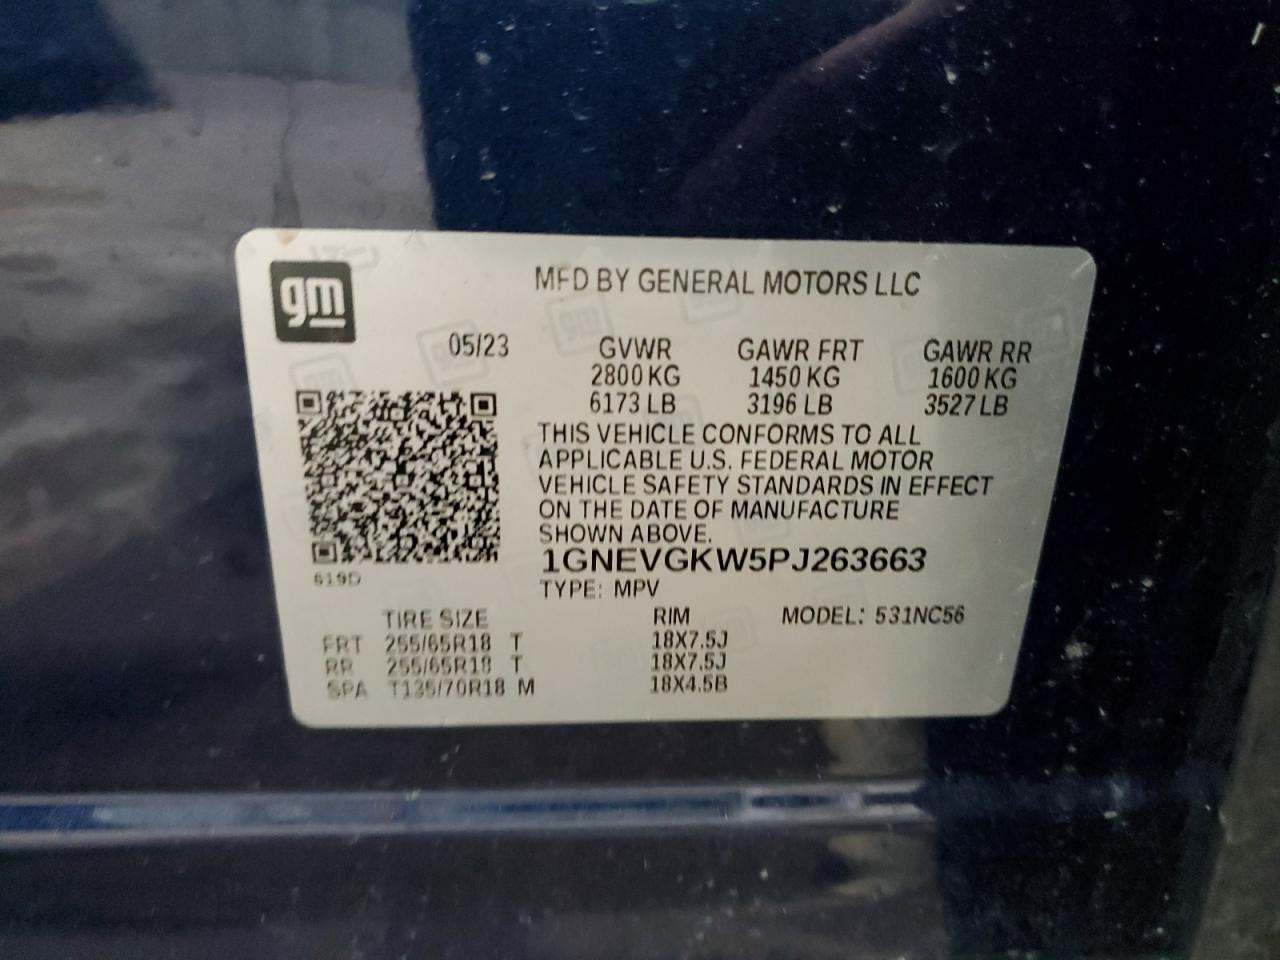 gm
MFD BY GENERAL MOTORS LLC
05/23 GVWR GAWR FRT GAWR RR
2800 KG 1450 KG 1600 KG
6173 LB 3196 LB 3527 LB
THIS VEHICLE CONFORMS TO ALL
APPLICABLE U.S. FEDERAL MOTOR
VEHICLE SAFETY STANDARDS IN EFFECT
ON THE DATE OF MANUFACTURE
SHOWN ABOVE.
1GNEVGKW5PJ263663
619D
TYPE: MPV
TIRE SIZE RIM MODEL: 531NC56
FRT 255/65R18 T 18X7.5J
RR 255/65R18 T 18X7.5J
SPA T135/70R18 M 18X4.5B